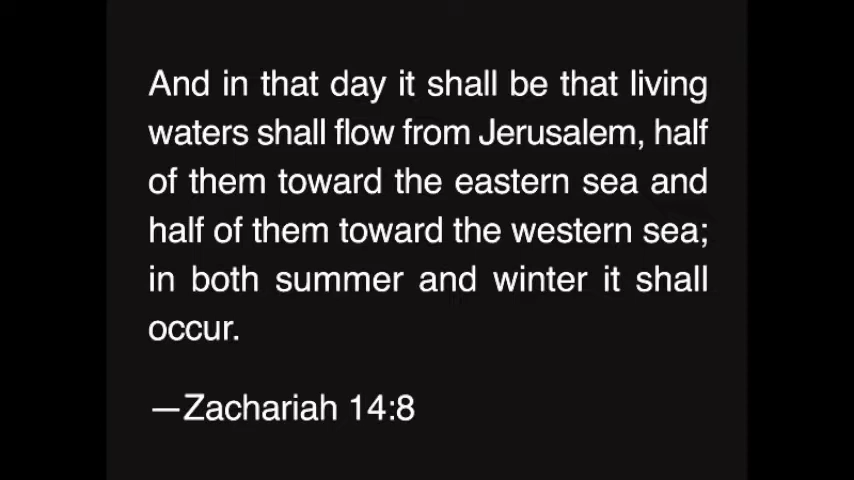 And in that day it shall be that living
waters shall flow from Jerusalem, half
of them toward the eastern sea and
half of them toward the western sea;
in both summer and winter it shall
occur.
—Zachariah 14:8